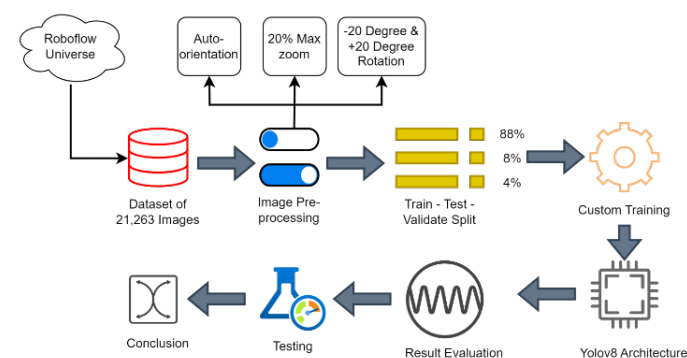 Roboflow
Universe
Auto-
orientation
20% Max
zoom
-20 Degree &
+20 Degree
Rotation
88%
8%
4%
Dataset of
21,263 Images
Image Pre-
processing
Train - Test -
Validate Split
Custom Training
Conclusion
Testing
Result Evaluation
Yolov8 Architecture